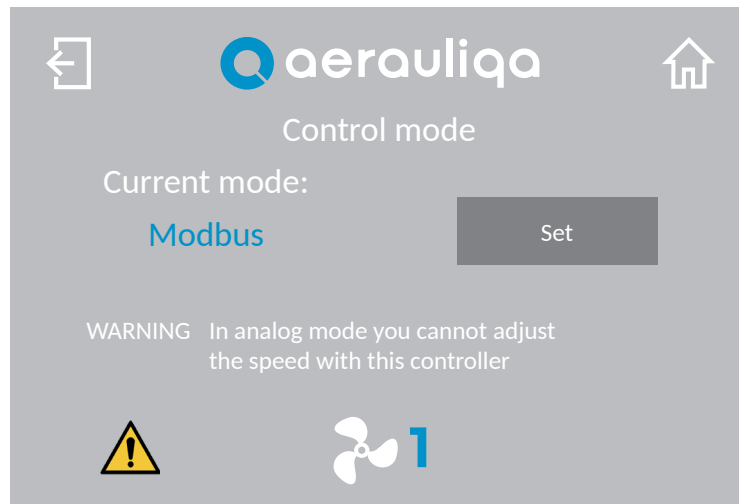 aerauliqa
Control mode
Current mode:
Modbus
Set
WARNING In analog mode you cannot adjust
the speed with this controller
1